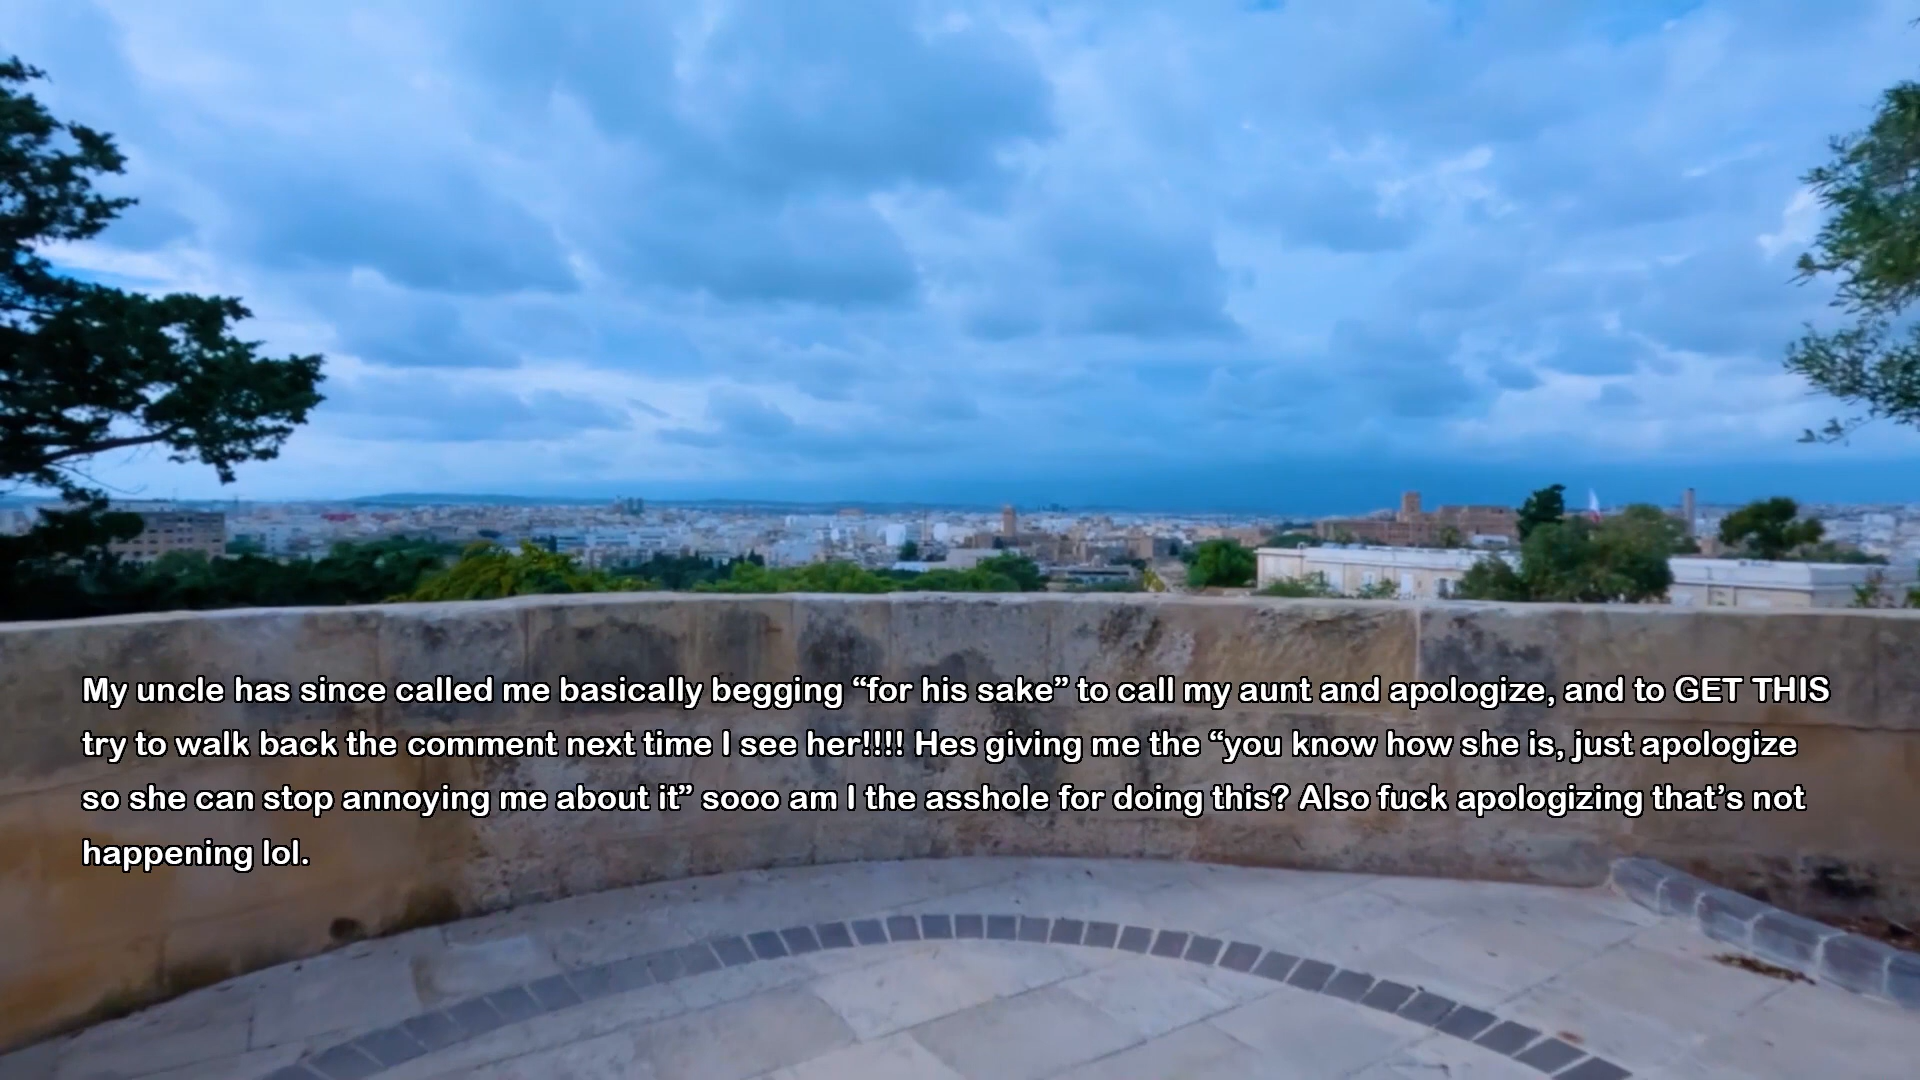 My uncle has since called me basically begging “for his sake” to call my aunt and apologize, and to GET THIS
try to walk back the comment next time I see her!!!! Hes giving me the “you know how she is, just apologize
so she can stop annoying me about it” sooo am I the asshole for doing this? Also fuck apologizing that’s not
happening lol.